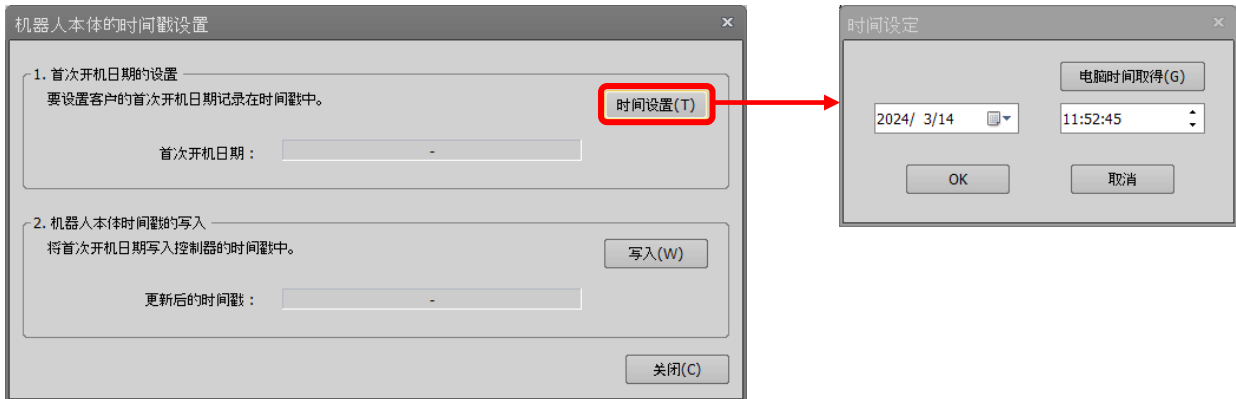 机器人本体的时间戳设置
1. 首次开机日期的设置
要设置客户的首次开机日期记录在时间戳中。
时间设置(T)
首次开机日期：
-
2. 机器人本体时间戳的写入
将首次开机日期写入控制器的时间戳中。
写入(W)
更新后的时间戳：
-
关闭(C)
时间设定
电脑时间取得(G)
2024/ 3/14
11:52:45
OK
取消